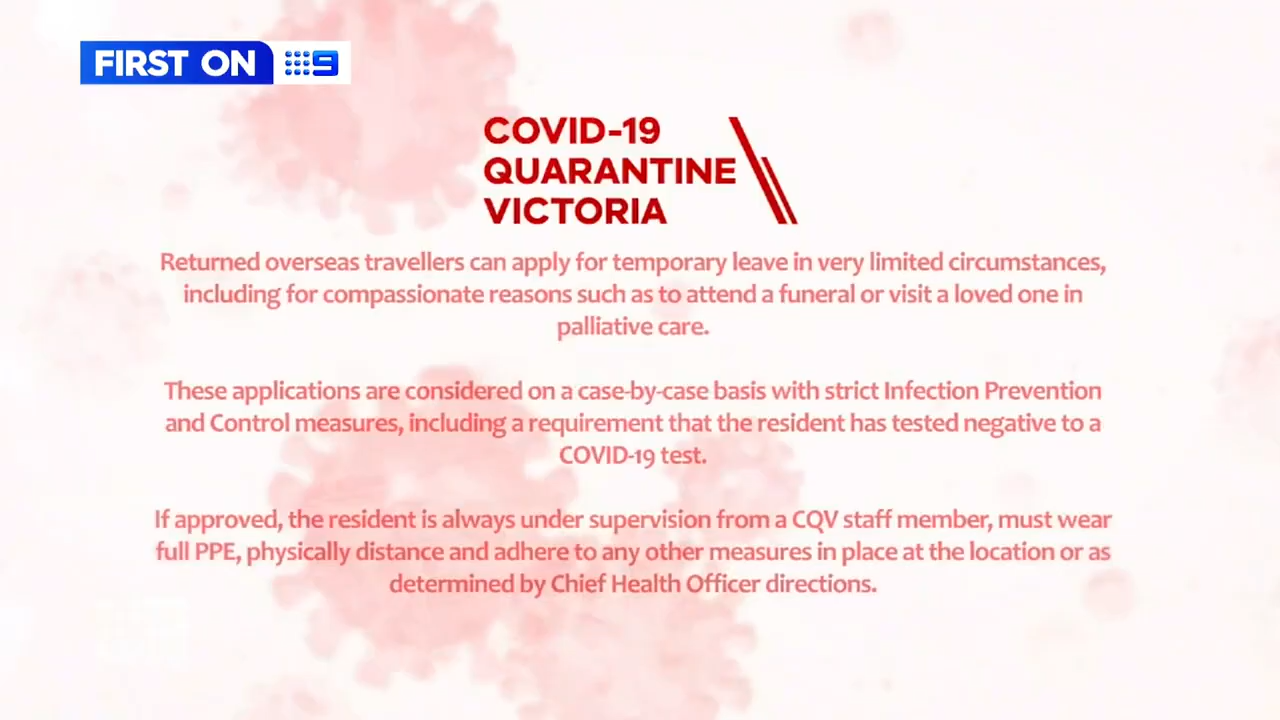 FIRST ON 9
COVID-19
QUARANTINE
VICTORIA
Returned overseas travellers can apply for temporary leave in very limited circumstances,
including for compassionate reasons such as to attend a funeral or visit a loved one in
palliative care.
These applications are considered on a case-by-case basis with strict Infection Prevention
and Control measures, including a requirement that the resident has tested negative to a
COVID-19 test.
If approved, the resident is always under supervision from a CQV staff member, must wear
full PPE, physically distance and adhere to any other measures in place at the location or as
determined by Chief Health Officer directions.